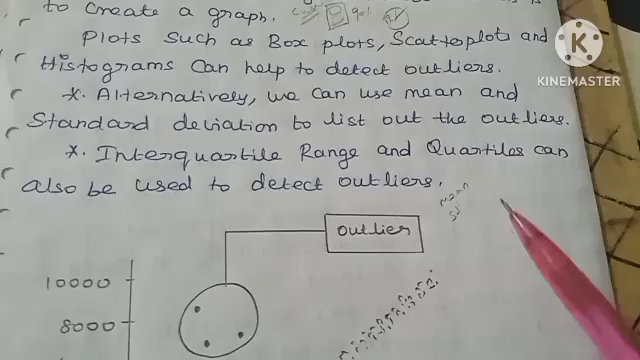 to create a graph. 90%
Plots such as Box plots, Scatterplots and
Histograms can help to detect outliers.
*. Alternatively, we can use mean and
Standard deviation to list out the outliers.
*. Interquartile Range and Quartiles can
also be used to detect outliers.
mean
sd
outlier
10000
8000
KINEMASTER